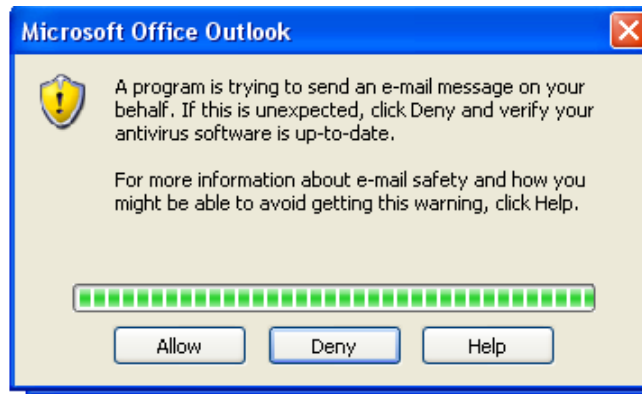 Microsoft Office Outlook
A program is trying to send an e-mail message on your
behalf. If this is unexpected, click Deny and verify your
antivirus software is up-to-date.
For more information about e-mail safety and how you
might be able to avoid getting this warning, click Help.
Allow Deny Help